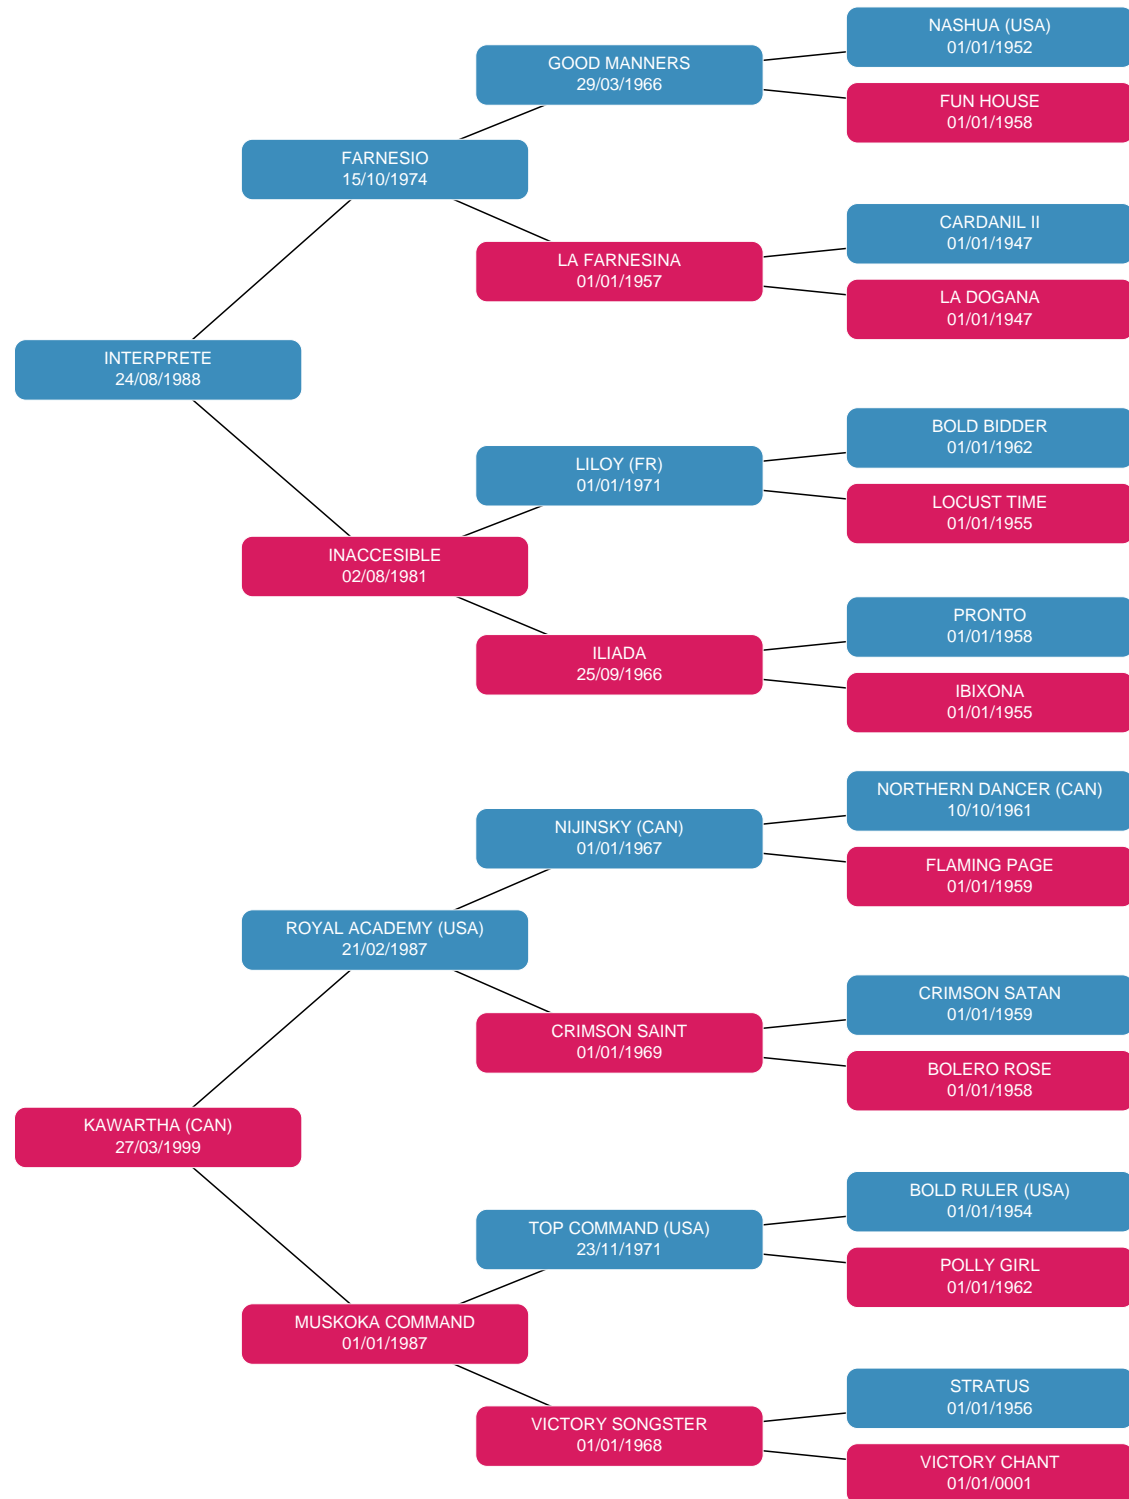 NASHUA (USA)
01/01/1952
GOOD MANNERS
29/03/1966
FUN HOUSE
01/01/1958
FARNESIO
15/10/1974
CARDANIL II
01/01/1947
LA FARNESINA
01/01/1957
LA DOGANA
01/01/1947
INTERPRETE
24/08/1988
BOLD BIDDER
01/01/1962
LILOY (FR)
01/01/1971
LOCUST TIME
01/01/1955
INACCESIBLE
02/08/1981
PRONTO
01/01/1958
ILIADA
25/09/1966
IBIXONA
01/01/1955
NORTHERN DANCER (CAN)
10/10/1961
NIJINSKY (CAN)
01/01/1967
FLAMING PAGE
01/01/1959
ROYAL ACADEMY (USA)
21/02/1987
CRIMSON SATAN
01/01/1959
CRIMSON SAINT
01/01/1969
BOLERO ROSE
01/01/1958
KAWARTHA (CAN)
27/03/1999
BOLD RULER (USA)
01/01/1954
TOP COMMAND (USA)
23/11/1971
POLLY GIRL
01/01/1962
MUSKOKA COMMAND
01/01/1987
STRATUS
01/01/1956
VICTORY SONGSTER
01/01/1968
VICTORY CHANT
01/01/0001